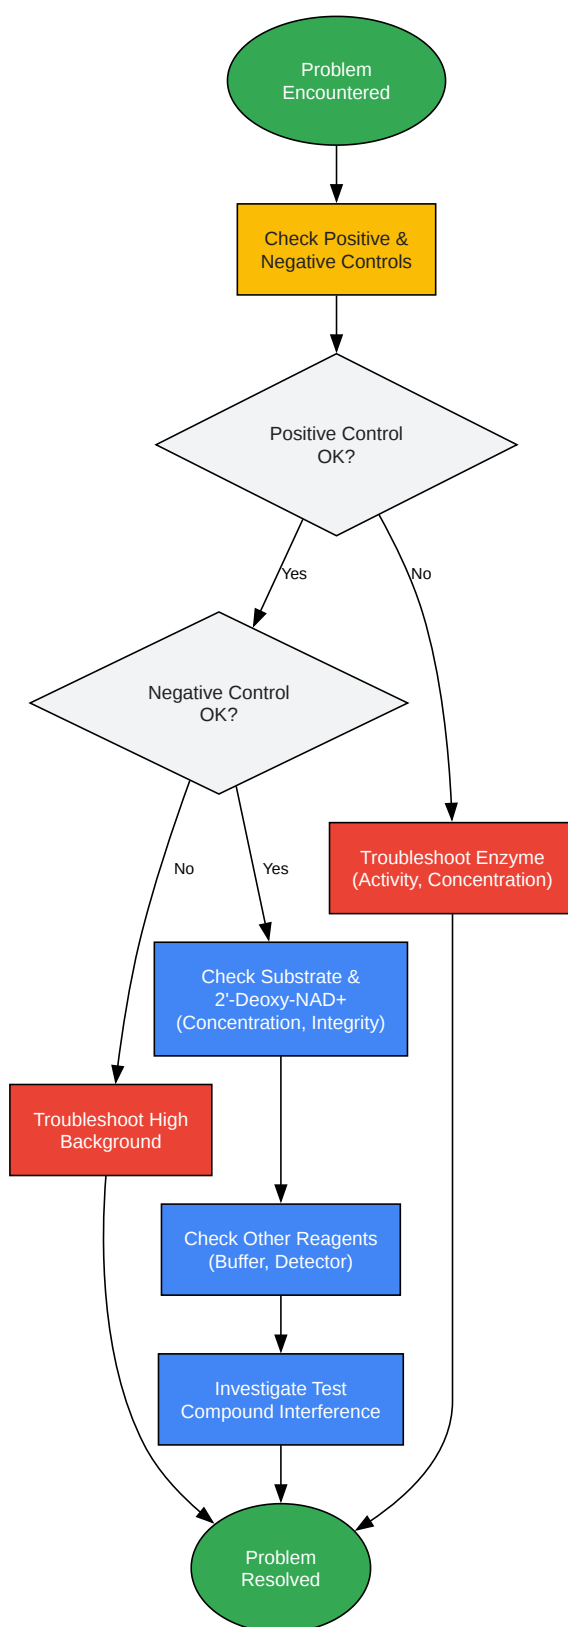 Problem
Encountered
Check Positive &
Negative Controls
Positive Control
OK?
Yes
No
Negative Control
OK?
No
Yes
Troubleshoot Enzyme
(Activity, Concentration)
Check Substrate &
2'-Deoxy-NAD+
(Concentration, Integrity)
Troubleshoot High
Background
Check Other Reagents
(Buffer, Detector)
Investigate Test
Compound Interference
Problem
Resolved